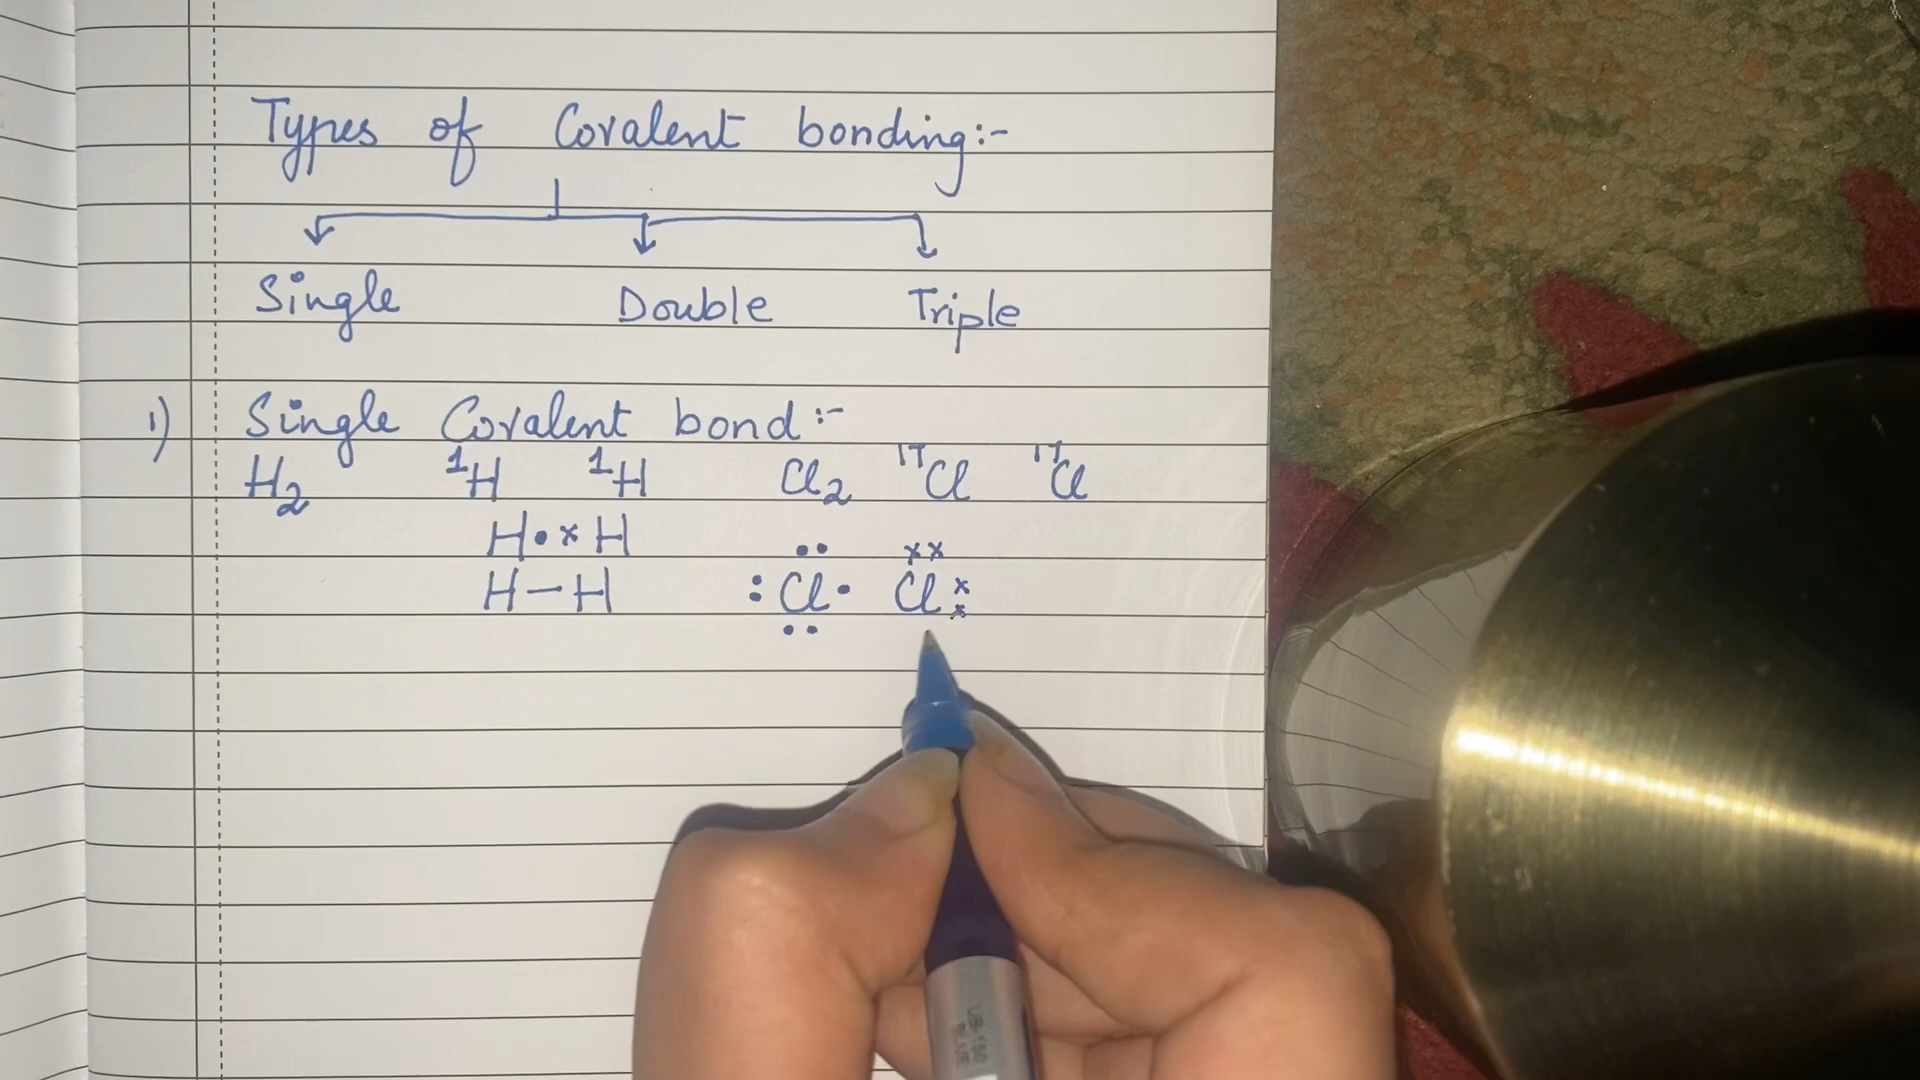 Types of Covalent bonding:-
Single Double Triple
1) Single Covalent bond:-
H₂ ¹H ¹H Cl₂ ¹⁷Cl ¹⁷Cl
H•×H
•• ××
H–H :Cl• Cl×
×
••